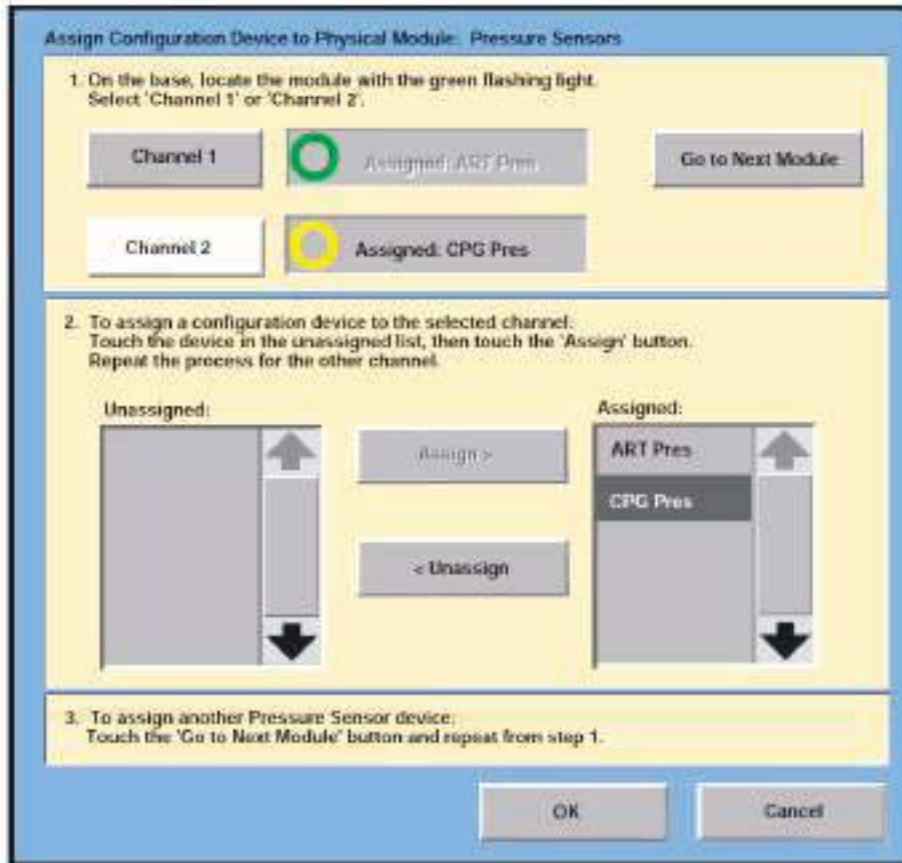 Assign Configuration Device to Physical Module: Pressure Sensors
1. On the base, locate the module with the green flashing light.
Select 'Channel 1' or 'Channel 2'.
Channel 1
Assigned: ART Pres
Go to Next Module
Channel 2
Assigned: CPG Pres
2. To assign a configuration device to the selected channel.
Touch the device in the unassigned list, then touch the 'Assign' button.
Repeat the process for the other channel.
Unassigned:
Assigned:
Assign >
ART Pres
CPG Pres
< Unassign
3. To assign another Pressure Sensor device:
Touch the 'Go to Next Module' button and repeat from step 1.
OK
Cancel